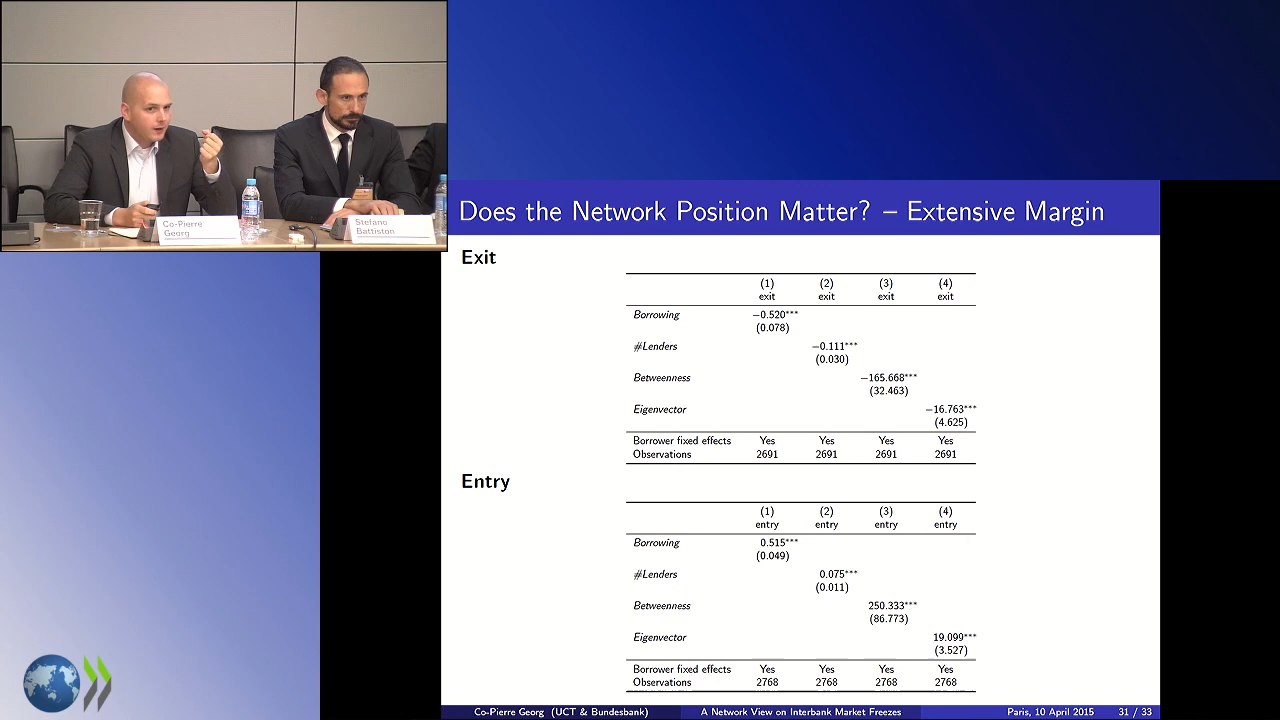 Co-Pierre
Georg
Stefano
Battiston
Does the Network Position Matter? – Extensive Margin
Exit
(1) (2) (3) (4)
exit exit exit exit
Borrowing −0.520***
(0.078)
#Lenders −0.111***
(0.030)
Betweenness −165.668***
(32.463)
Eigenvector −16.763***
(4.625)
Borrower fixed effects Yes Yes Yes Yes
Observations 2691 2691 2691 2691
Entry
(1) (2) (3) (4)
entry entry entry entry
Borrowing 0.515***
(0.049)
#Lenders 0.075***
(0.011)
Betweenness 250.333***
(86.773)
Eigenvector 19.099***
(3.527)
Borrower fixed effects Yes Yes Yes Yes
Observations 2768 2768 2768 2768
Co-Pierre Georg (UCT & Bundesbank) A Network View on Interbank Market Freezes Paris, 10 April 2015 31 / 33